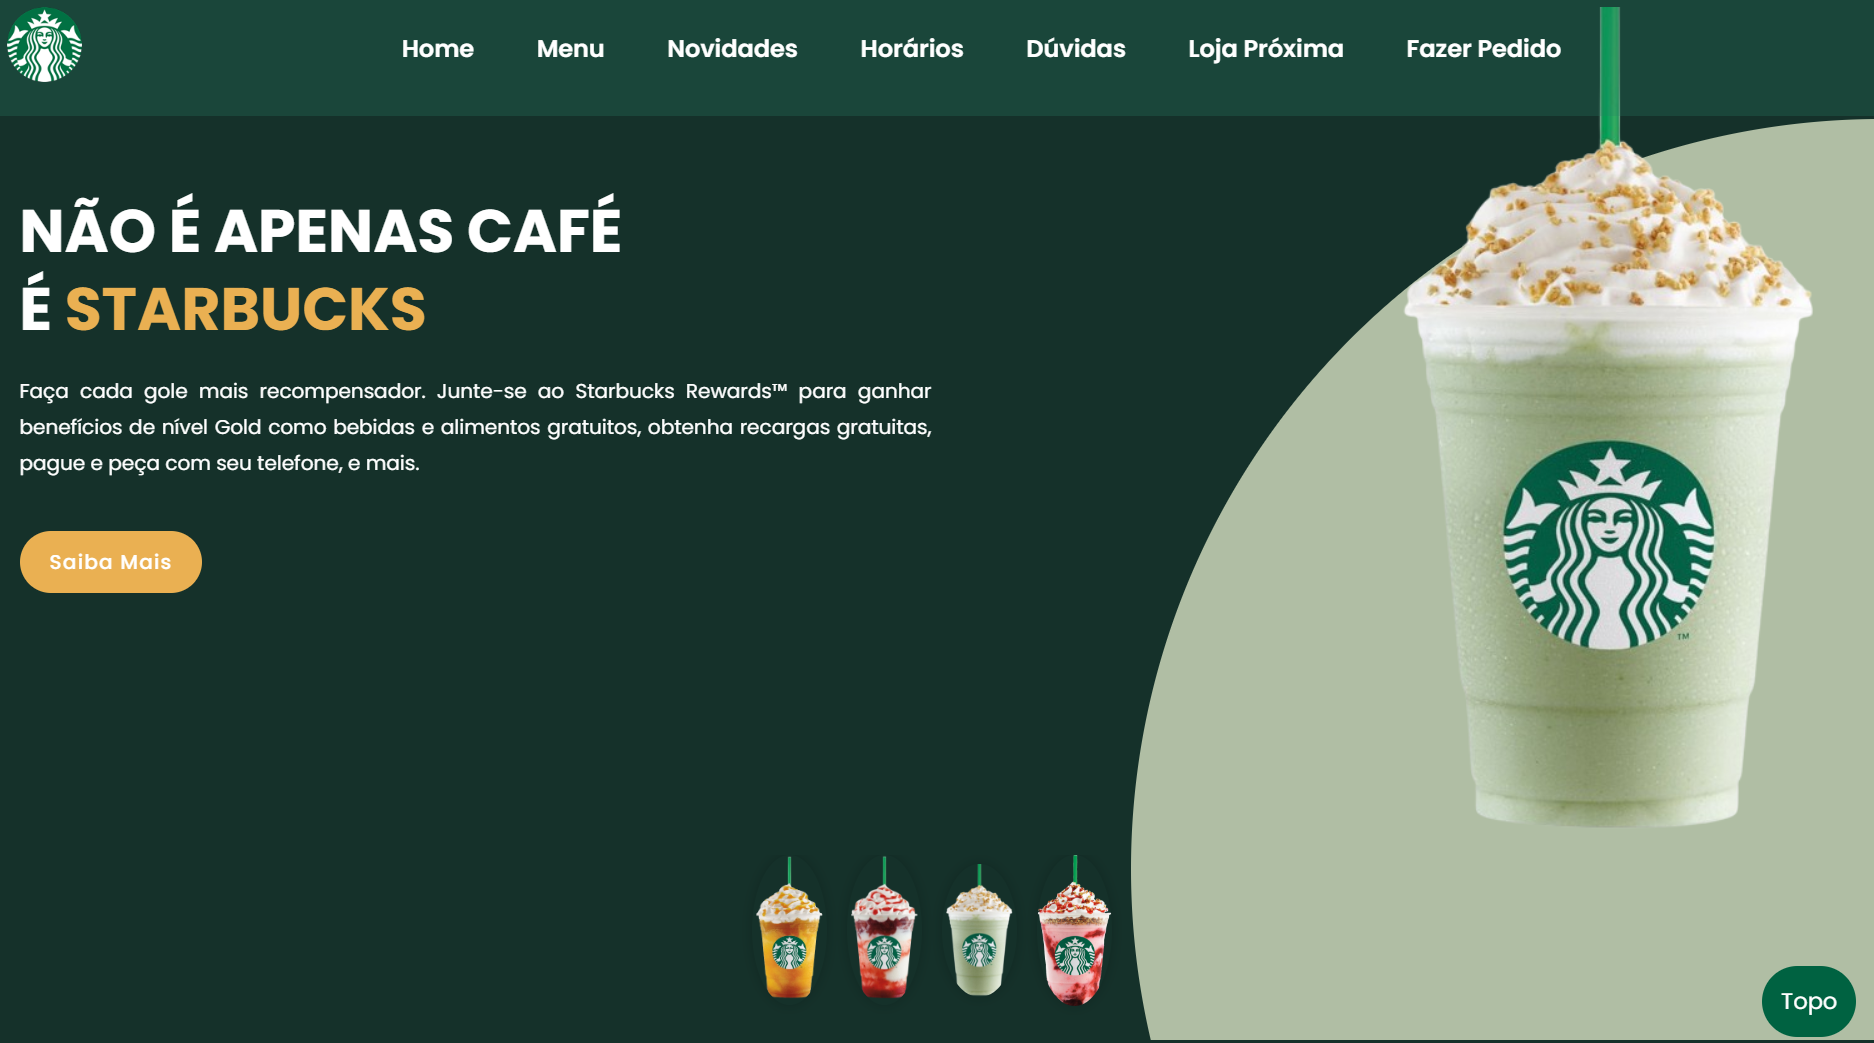 Home Menu Novidades Horários Dúvidas Loja Próxima Fazer Pedido
NÃO É APENAS CAFÉ
É STARBUCKS
Faça cada gole mais recompensador. Junte-se ao Starbucks Rewards™ para ganhar
benefícios de nível Gold como bebidas e alimentos gratuitos, obtenha recargas gratuitas,
pague e peça com seu telefone, e mais.
Saiba Mais
TM
Topo